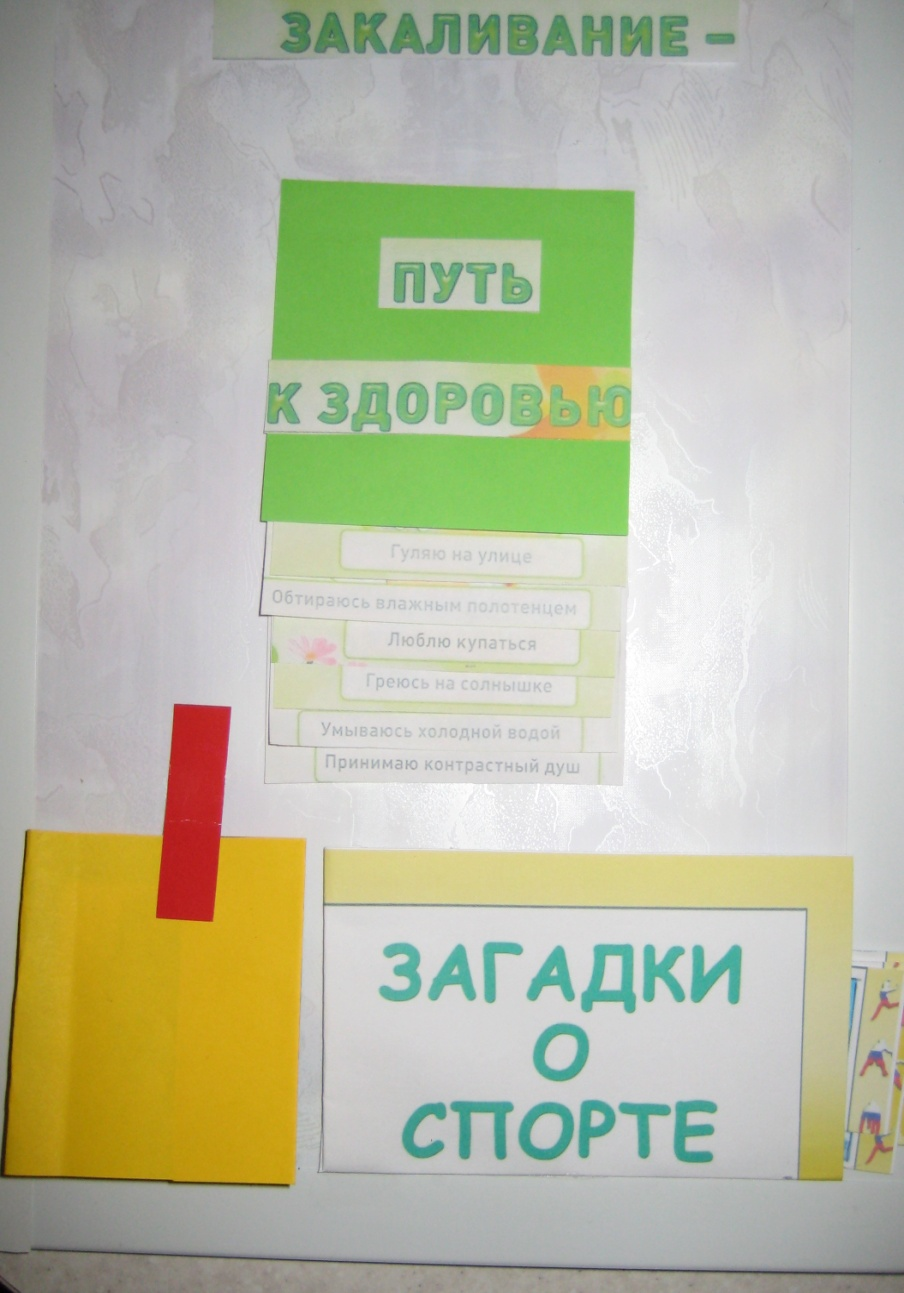 ЗАКАЛИВАНИЕ –
ПУТЬ
К ЗДОРОВЬЮ
Гуляю на улице
Обтираюсь влажным полотенцем
Люблю купаться
Греюсь на солнышке
Умываюсь холодной водой
Принимаю контрастный душ
ЗАГАДКИ
О
СПОРТЕ